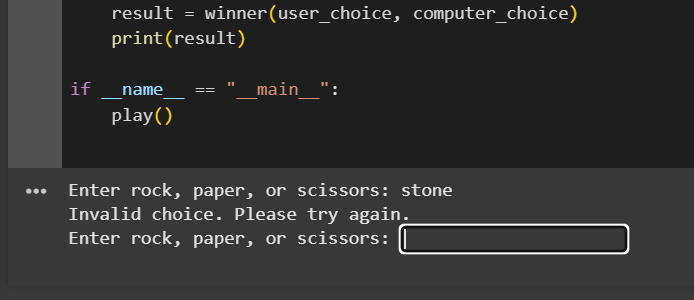 result = winner(user_choice, computer_choice)
print(result)
if __name__ == "__main__":
play()
Enter rock, paper, or scissors: stone
Invalid choice. Please try again.
Enter rock, paper, or scissors: